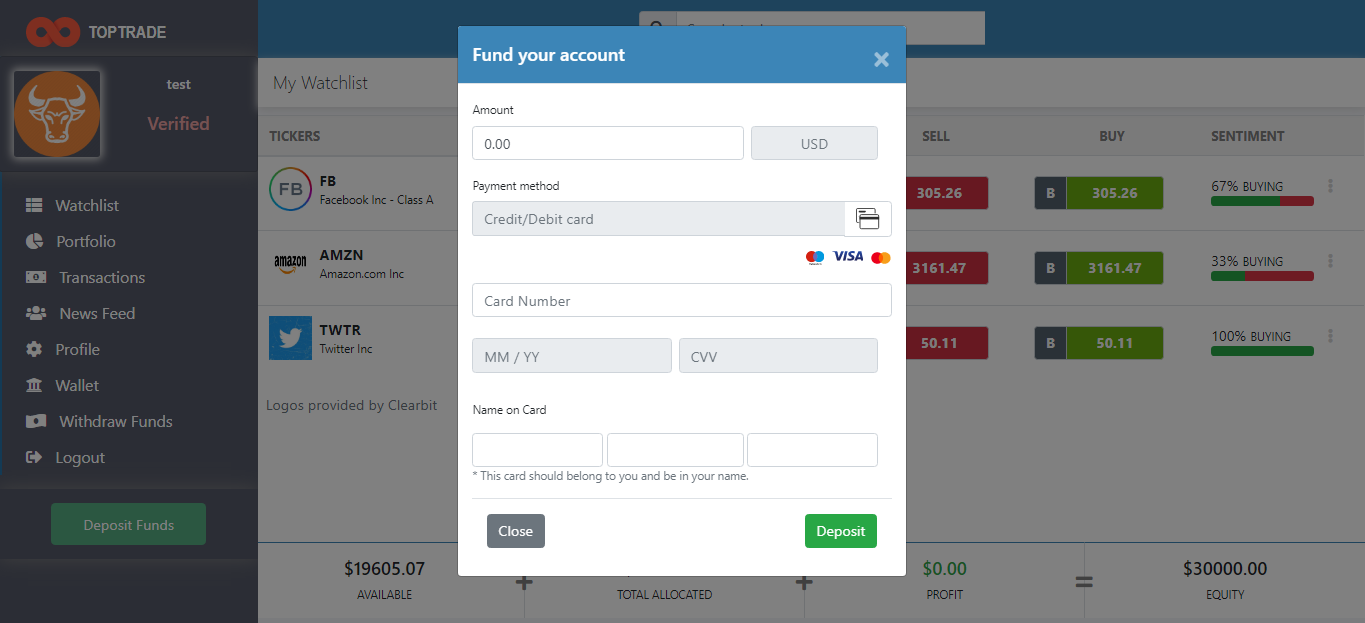 TOPTRADE
test
Verified
Watchlist
Portfolio
Transactions
News Feed
Profile
Wallet
Withdraw Funds
Logout
Deposit Funds
My Watchlist
TICKERS SELL BUY SENTIMENT
FB FB 305.26 B 305.26 67% BUYING
Facebook Inc - Class A
amazon AMZN 3161.47 B 3161.47 33% BUYING
Amazon.com Inc
TWTR 50.11 B 50.11 100% BUYING
Twitter Inc
Logos provided by Clearbit
Fund your account ×
Amount
0.00 USD
Payment method
Credit/Debit card
VISA
Card Number
MM / YY CVV
Name on Card
* This card should belong to you and be in your name.
Close Deposit
$19605.07 + + $0.00 = $30000.00
AVAILABLE TOTAL ALLOCATED PROFIT EQUITY